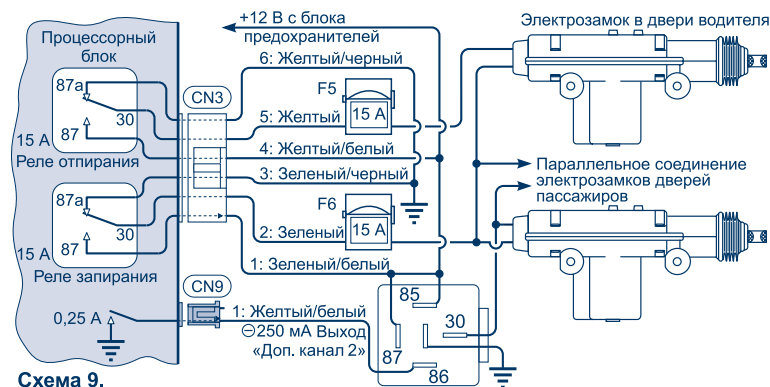 +12 В с блока
предохранителей
Электрозамок в двери водителя
Процессорный
блок
6: Желтый/черный
87а
CN3
F5
30
15 А
5: Желтый
15 А
87
Реле отпирания
4: Желтый/белый
3: Зеленый/черный
Параллельное соединение
электрозамков дверей
пассажиров
87а
F6
30
15 А
2: Зеленый
15 А
87
Реле запирания
1: Зеленый/белый
CN9
85
0,25 А
1: Желтый/белый
⊖250 мА Выход
«Доп. канал 2»
30
87
86
Схема 9.